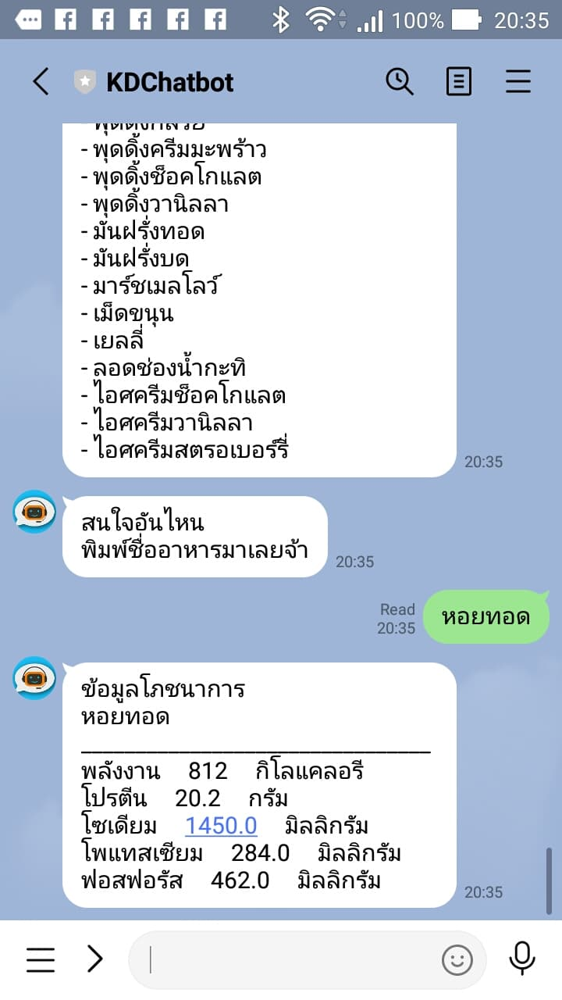 100%
20:35
KDChatbot
- พุดดิ้งครีมมะพร้าว
- พุดดิ้งช็อคโกแลต
- พุดดิ้งวานิลลา
- มันฝรั่งทอด
- มันฝรั่งบด
- มาร์ชเมลโลว์
- เม็ดขนุน
- เยลลี่
- ลอดช่องน้ำกะทิ
- ไอศครีมช็อคโกแลต
- ไอศครีมวานิลลา
- ไอศครีมสตรอเบอร์รี่
20:35
สนใจอันไหน
พิมพ์ชื่ออาหารมาเลยจ้า
20:35
Read
20:35
หอยทอด
ข้อมูลโภชนาการ
หอยทอด
พลังงาน 812 กิโลแคลอรี
โปรตีน 20.2 กรัม
โซเดียม 1450.0 มิลลิกรัม
โพแทสเซียม 284.0 มิลลิกรัม
ฟอสฟอรัส 462.0 มิลลิกรัม
20:35